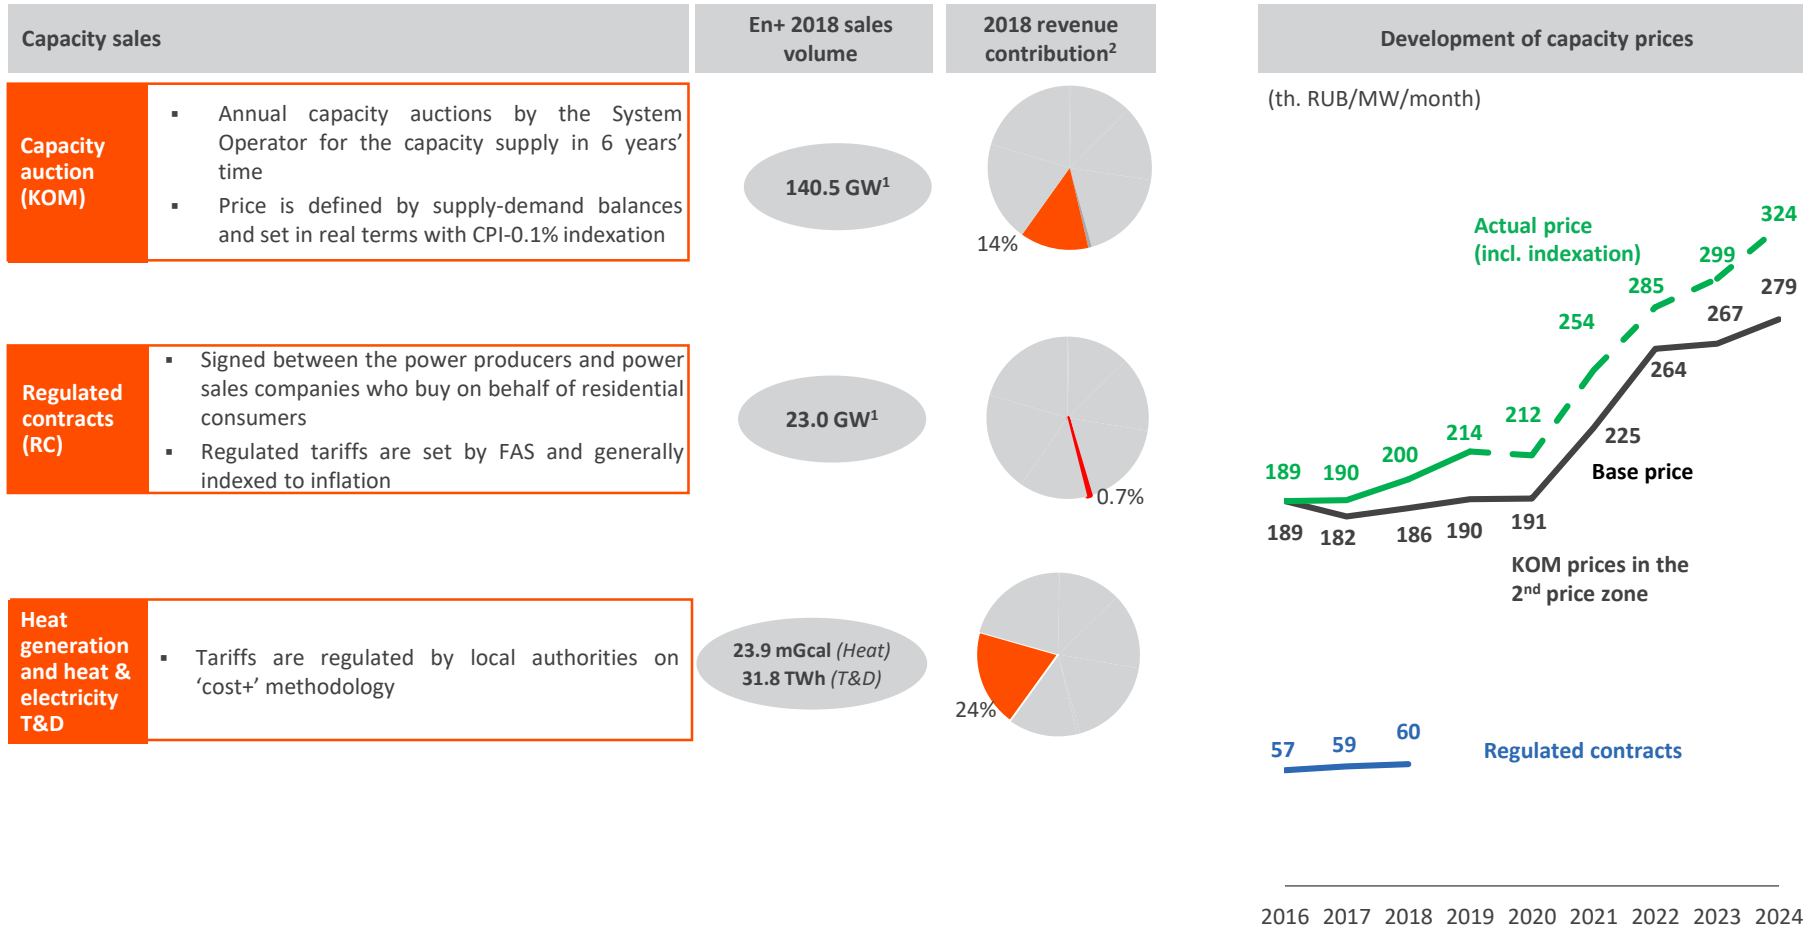 Capacity sales
En+ 2018 sales
volume
2018 revenue
contribution2
Development of capacity prices
Capacity
auction
(KOM)
▪ Annual capacity auctions by the System
Operator for the capacity supply in 6 years’
time
▪ Price is defined by supply-demand balances
and set in real terms with CPI-0.1% indexation
140.5 GW1
14%
Regulated
contracts
(RC)
▪ Signed between the power producers and power
sales companies who buy on behalf of residential
consumers
▪ Regulated tariffs are set by FAS and generally
indexed to inflation
23.0 GW1
0.7%
Heat
generation
and heat &
electricity
T&D
▪ Tariffs are regulated by local authorities on
‘cost+’ methodology
23.9 mGcal (Heat)
31.8 TWh (T&D)
24%
(th. RUB/MW/month)
Actual price
(incl. indexation)
189 190 200 214 212 254 285 299 324
189 182 186 190 191 225 264 267 279
Base price
KOM prices in the
2nd price zone
57 59 60
Regulated contracts
2016 2017 2018 2019 2020 2021 2022 2023 2024